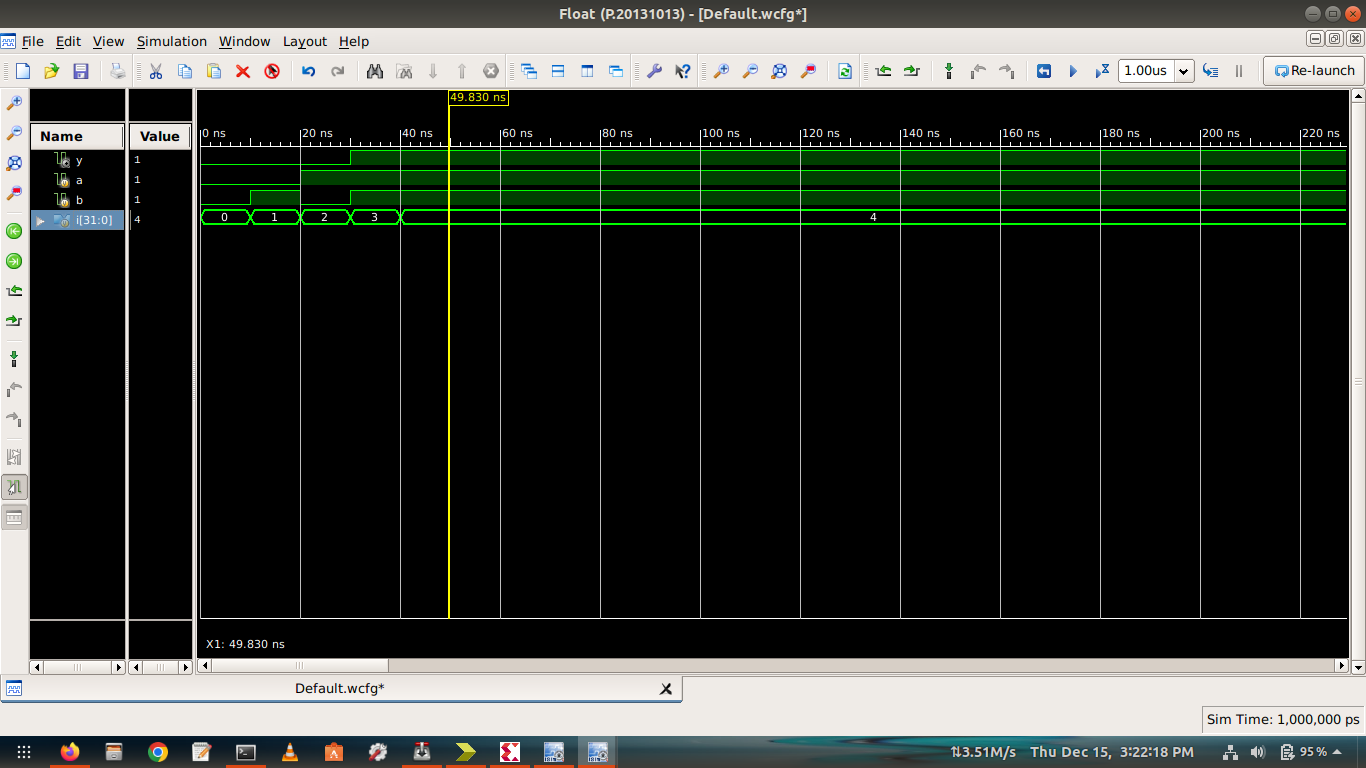 Float (P.20131013) - [Default.wcfg*]
File Edit View Simulation Window Layout Help
1.00us Re-launch
49.830 ns
Name Value 0 ns 20 ns 40 ns 60 ns 80 ns 100 ns 120 ns 140 ns 160 ns 180 ns 200 ns 220 ns
y 1
a 1
b 1
i[31:0] 4 0 1 2 3 4
X1: 49.830 ns
Default.wcfg*
Sim Time: 1,000,000 ps
3.51M/s Thu Dec 15, 3:22:18 PM 95%